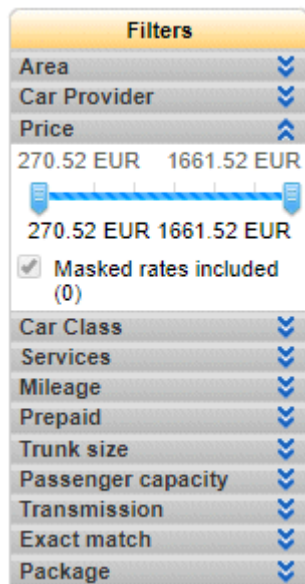 Filters
Area
Car Provider
Price
270.52 EUR 1661.52 EUR
270.52 EUR 1661.52 EUR
Masked rates included
(0)
Car Class
Services
Mileage
Prepaid
Trunk size
Passenger capacity
Transmission
Exact match
Package